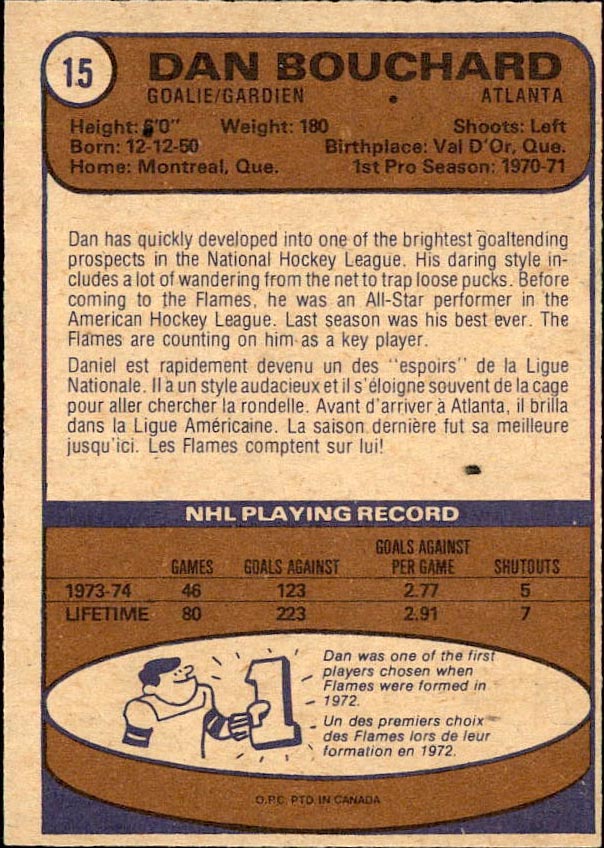 15
DAN BOUCHARD
GOALIE/GARDIEN ATLANTA
Height: 6'0" Weight: 180 Shoots: Left
Born: 12-12-50 Birthplace: Val D'Or, Que.
Home: Montreal, Que. 1st Pro Season: 1970-71
Dan has quickly developed into one of the brightest goaltending
prospects in the National Hockey League. His daring style in-
cludes a lot of wandering from the net to trap loose pucks. Before
coming to the Flames, he was an All-Star performer in the
American Hockey League. Last season was his best ever. The
Flames are counting on him as a key player.
Daniel est rapidement devenu un des "espoirs" de la Ligue
Nationale. Il à un style audacieux et il s'éloigne souvent de la cage
pour aller chercher la rondelle. Avant d'arriver à Atlanta, il brilla
dans la Ligue Américaine. La saison dernière fut sa meilleure
jusqu'ici. Les Flames comptent sur lui!
NHL PLAYING RECORD
GAMES GOALS AGAINST GOALS AGAINST PER GAME SHUTOUTS
1973-74 46 123 2.77 5
LIFETIME 80 223 2.91 7
Dan was one of the first
players chosen when
Flames were formed in
1972.
Un des premiers choix
des Flames lors de leur
formation en 1972.
1
O.P.C. PTD. IN CANADA